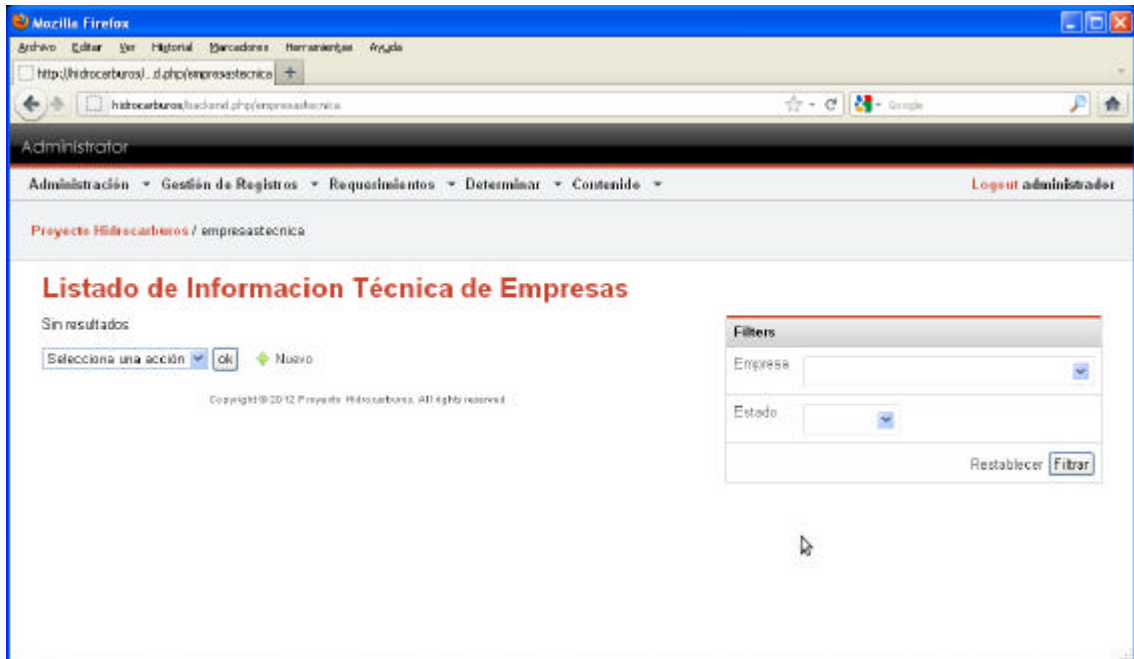 Mozilla Firefox
Archivo Editar Ver Historial Marcadores Herramientas Ayuda
http://hidrocarburos/...d.php/empresastecnica
hidrocarburos/backend.php/empresastecnica
Google
Administrator
Administración Gestión de Registros Requerimientos Determinar Contenido
Logout administrador
Proyecto Hidrocarburos / empresastecnica
Listado de Informacion Técnica de Empresas
Sin resultados
Selecciona una acción ok Nuevo
Copyright © 2012 Proyecto Hidrocarburos. All rights reserved
Filters
Empresa
Estado
Restablecer Filtrar